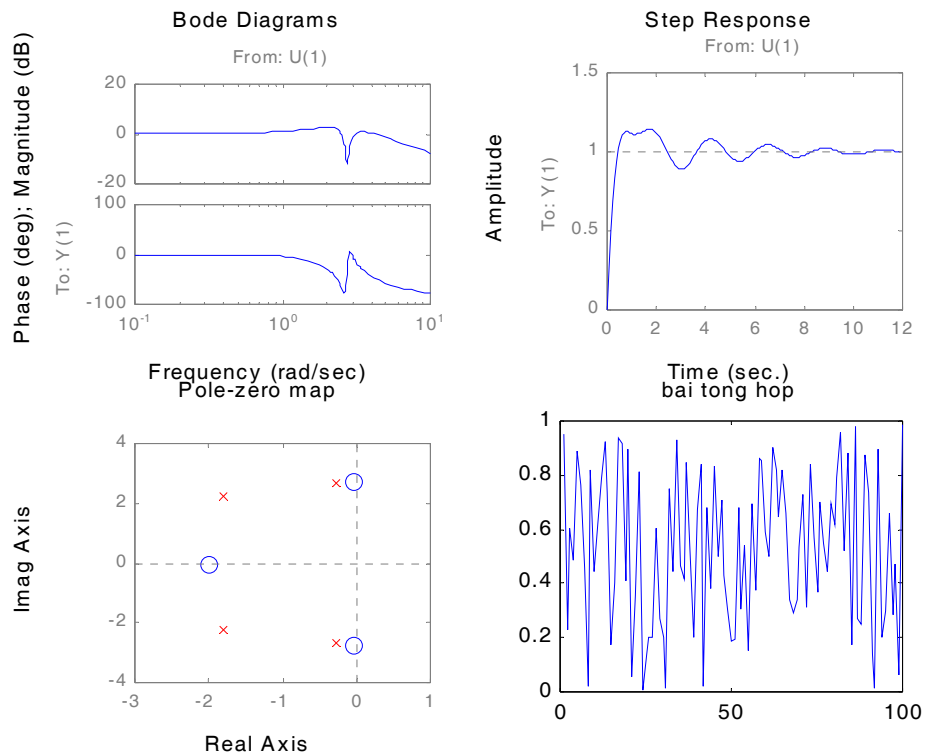 Bode Diagrams
From: U(1)
Phase (deg); Magnitude (dB)
To: Y(1)
20
0
-20
100
0
-100
10-1
100
101
Frequency (rad/sec)
Step Response
From: U(1)
Amplitude
To: Y(1)
1.5
1
0.5
0
0 2 4 6 8 10 12
Time (sec.)
Pole-zero map
Imag Axis
4
2
0
-2
-4
-3 -2 -1 0 1
Real Axis
bai tong hop
1
0.8
0.6
0.4
0.2
0
0 50 100